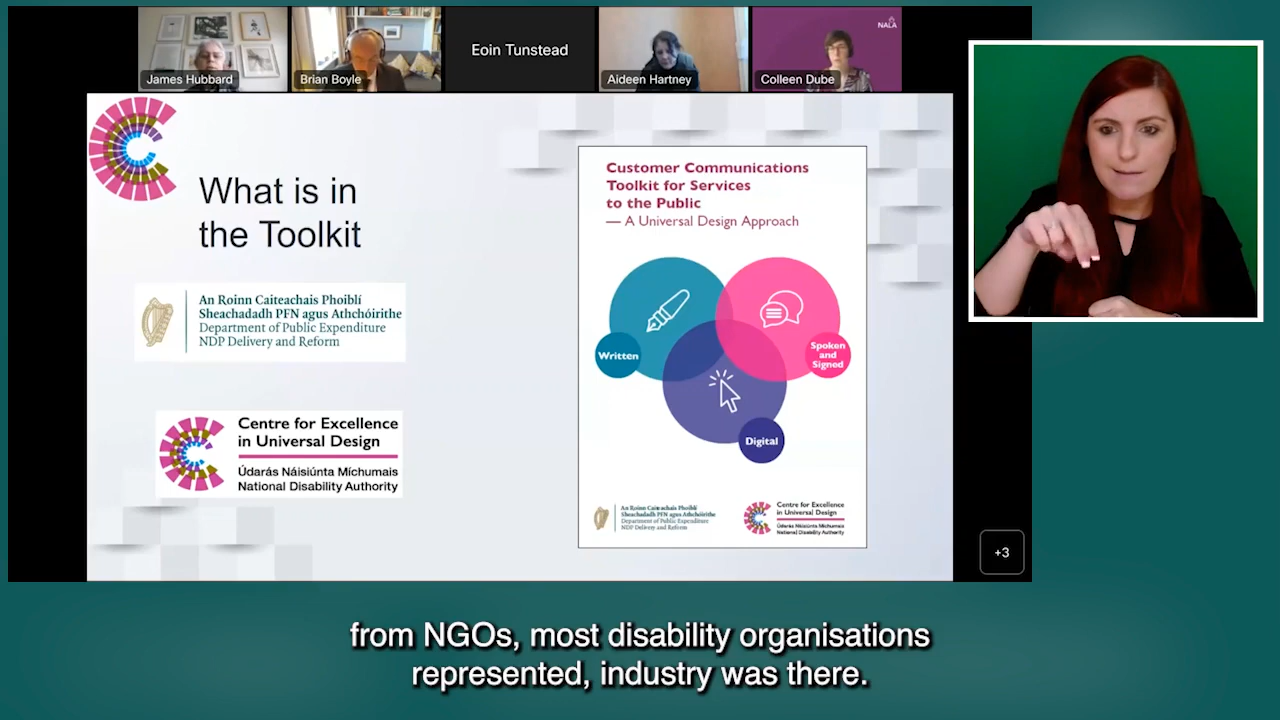 James Hubbard
Brian Boyle
Eoin Tunstead
Aideen Hartney
Colleen Dube
NALA
What is in
the Toolkit
An Roinn Caiteachais Phoiblí
Sheachadadh PFN agus Athchóirithe
Department of Public Expenditure
NDP Delivery and Reform
Centre for Excellence
in Universal Design
Údarás Náisiúnta Míchumais
National Disability Authority
Customer Communications
Toolkit for Services
to the Public
— A Universal Design Approach
Written
Spoken
and
Signed
Digital
An Roinn Caiteachais Phoiblí
Sheachadadh PFN agus Athchóirithe
Department of Public Expenditure
NDP Delivery and Reform
Centre for Excellence
in Universal Design
Údarás Náisiúnta Míchumais
National Disability Authority
+3
from NGOs, most disability organisations
represented, industry was there.